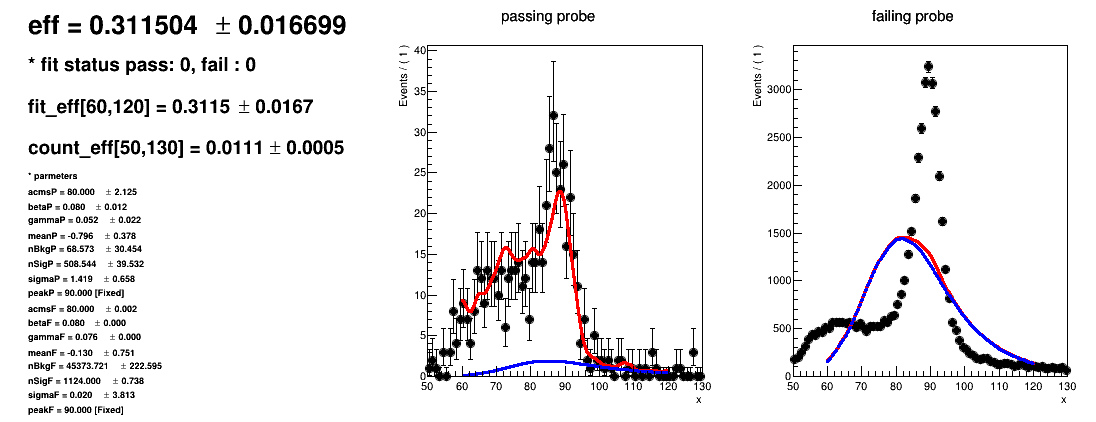 eff = 0.311504 ± 0.016699
* fit status pass: 0, fail : 0
fit_eff[60,120] = 0.3115 ± 0.0167
count_eff[50,130] = 0.0111 ± 0.0005
* parmeters
acmsP = 80.000 ± 2.125
betaP = 0.080 ± 0.012
gammaP = 0.052 ± 0.022
meanP = -0.796 ± 0.378
nBkgP = 68.573 ± 30.454
nSigP = 508.544 ± 39.532
sigmaP = 1.419 ± 0.658
peakP = 90.000 [Fixed]
acmsF = 80.000 ± 0.002
betaF = 0.080 ± 0.000
gammaF = 0.076 ± 0.000
meanF = -0.130 ± 0.751
nBkgF = 45373.721 ± 222.595
nSigF = 1124.000 ± 0.738
sigmaF = 0.020 ± 3.813
peakF = 90.000 [Fixed]
passing probe
Events / ( 1 )
40
35
30
25
20
15
10
5
0
50 60 70 80 90 100 110 120 130
x
failing probe
Events / ( 1 )
3000
2500
2000
1500
1000
500
0
50 60 70 80 90 100 110 120 130
x